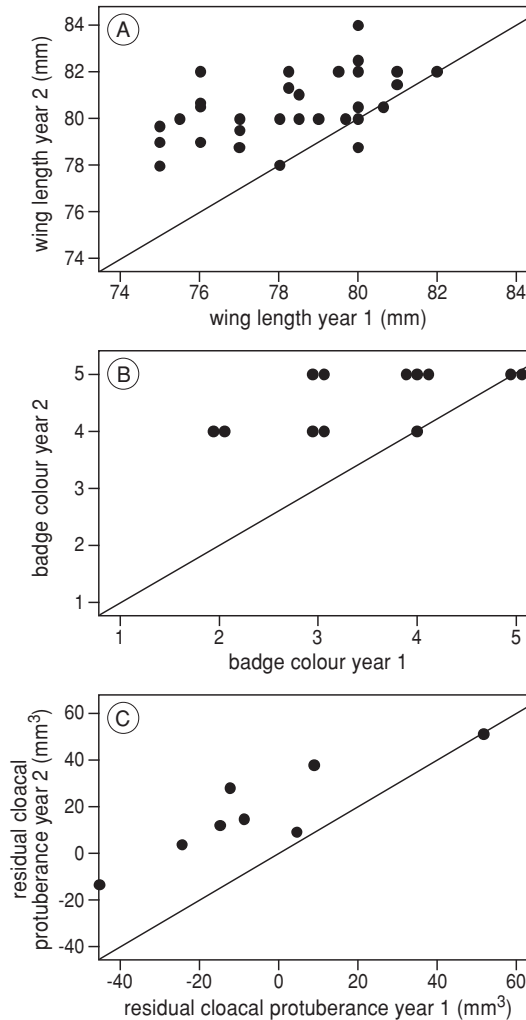 A
84
82
80
78
76
74
wing length year 2 (mm)
74 76 78 80 82 84
wing length year 1 (mm)
B
5
4
3
2
1
badge colour year 2
1 2 3 4 5
badge colour year 1
C
60
40
20
0
-20
-40
residual cloacal
protuberance year 2 (mm³)
-40 -20 0 20 40 60
residual cloacal protuberance year 1 (mm³)